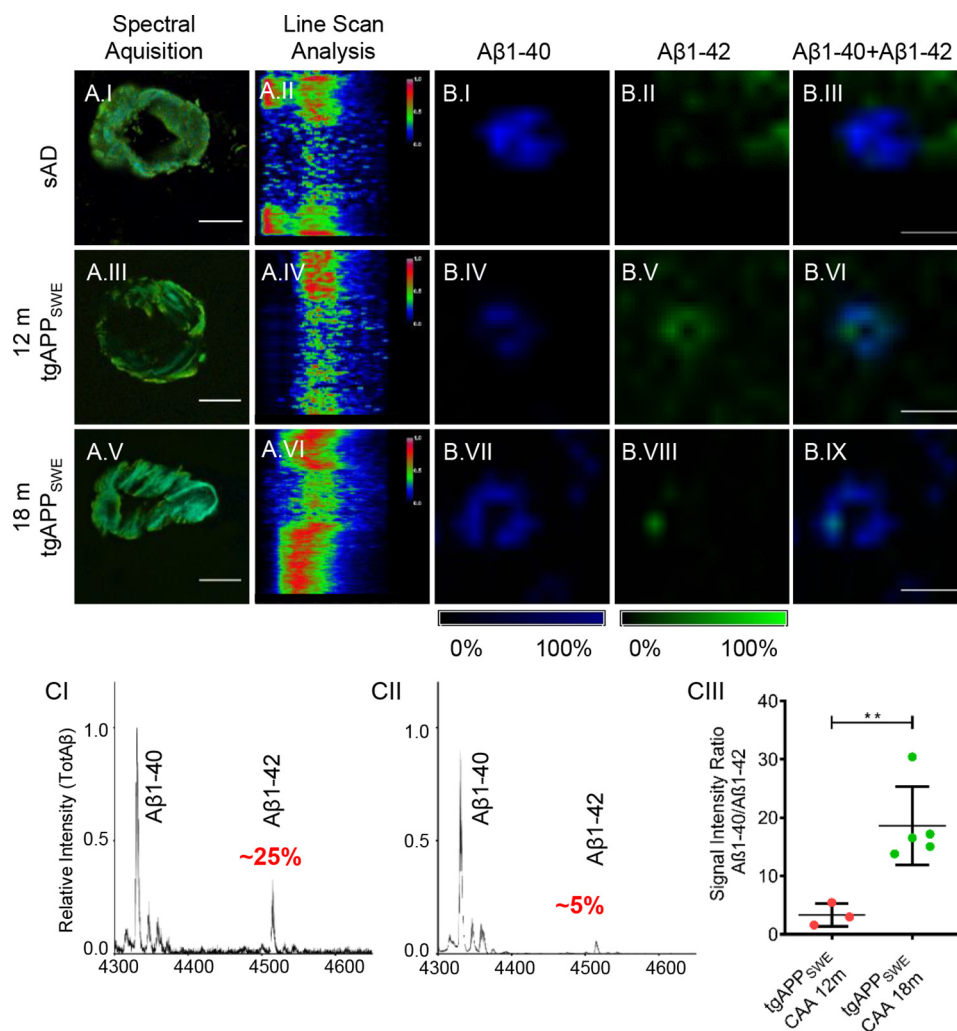 Spectral
Aquisition
Line Scan
Analysis
Aβ1-40
Aβ1-42
Aβ1-40+Aβ1-42
sAD
A.I
A.II
B.I
B.II
B.III
12 m
tgAPPSWE
A.III
A.IV
B.IV
B.V
B.VI
18 m
tgAPPSWE
A.V
A.VI
B.VII
B.VIII
B.IX
0% 100%
0% 100%
CI
Relative Intensity (TotAβ)
1.0
0.5
0.0
Aβ1-40
Aβ1-42
~25%
4300 4400 4500 4600
CII
1.0
0.5
0.0
Aβ1-40
Aβ1-42
~5%
4300 4400 4500 4600
CIII
Signal Intensity Ratio
Aß1-40/Aß1-42
40
30
20
10
0
**
tgAPPSWE
CAA 12m
tgAPPSWE
CAA 18m